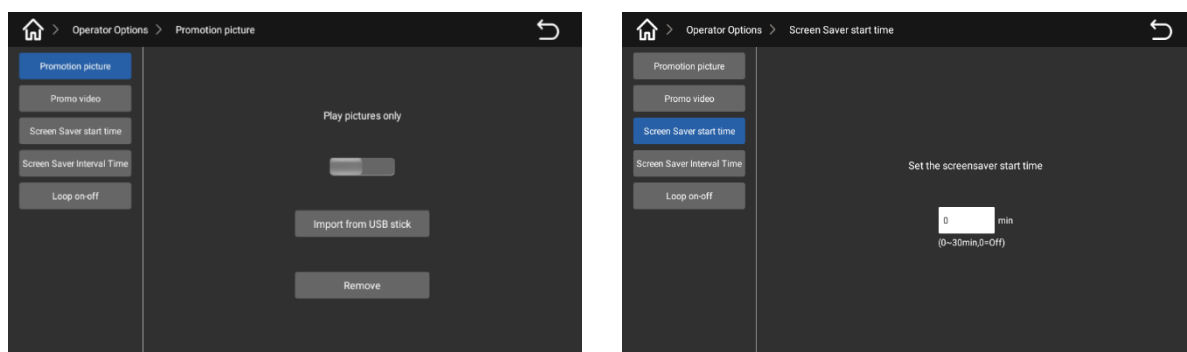 Operator Options > Promotion picture
Promotion picture
Promo video
Screen Saver start time
Screen Saver Interval Time
Loop on-off
Play pictures only
Import from USB stick
Remove
Operator Options > Screen Saver start time
Promotion picture
Promo video
Screen Saver start time
Screen Saver Interval Time
Loop on-off
Set the screensaver start time
0 min
(0~30min,0=Off)